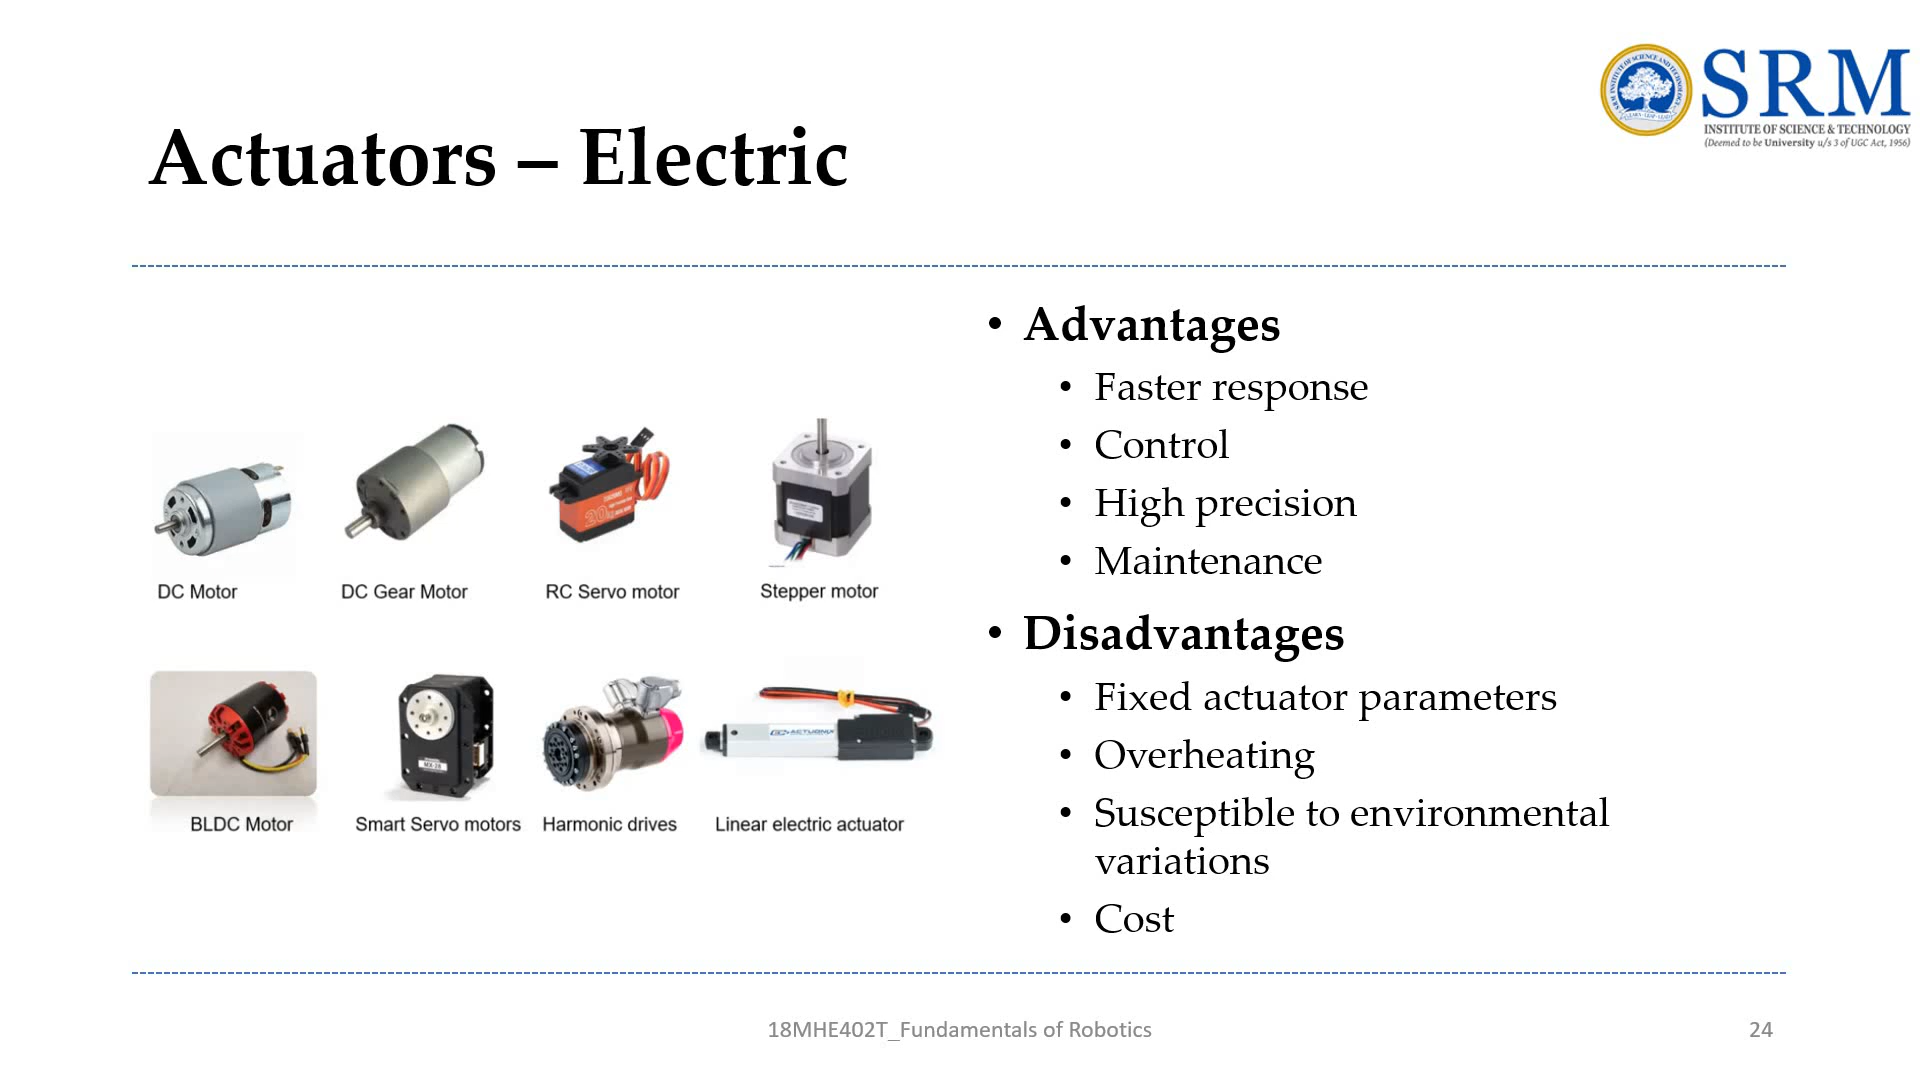 SRM
INSTITUTE OF SCIENCE & TECHNOLOGY
(Deemed to be University u/s 3 of UGC Act, 1956)
Actuators – Electric
DC Motor
DC Gear Motor
RC Servo motor
Stepper motor
BLDC Motor
Smart Servo motors
Harmonic drives
Linear electric actuator
• Advantages
• Faster response
• Control
• High precision
• Maintenance
• Disadvantages
• Fixed actuator parameters
• Overheating
• Susceptible to environmental
variations
• Cost
18MHE402T_Fundamentals of Robotics
24